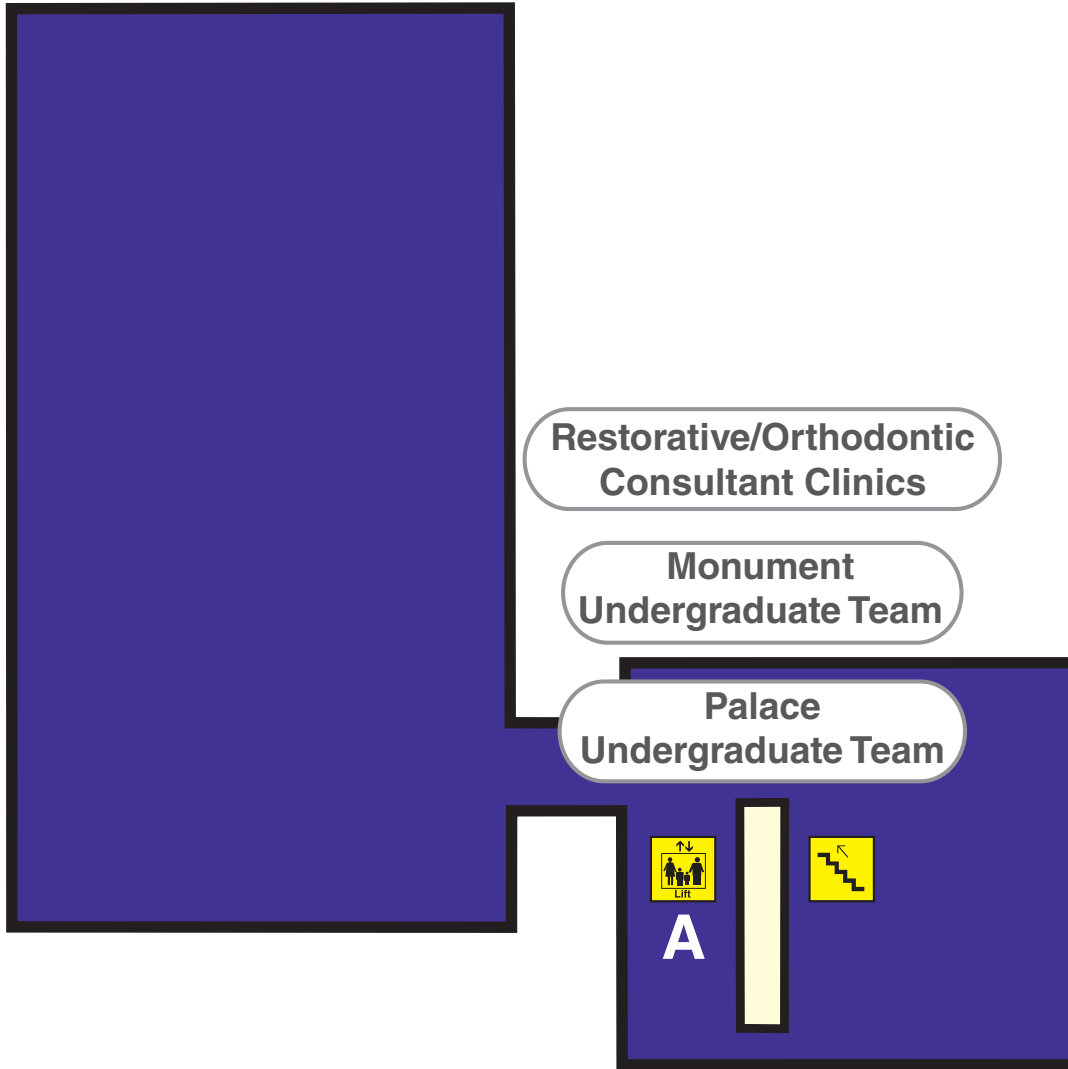 Restorative/Orthodontic
Consultant Clinics
Monument
Undergraduate Team
Palace
Undergraduate Team
Lift
A